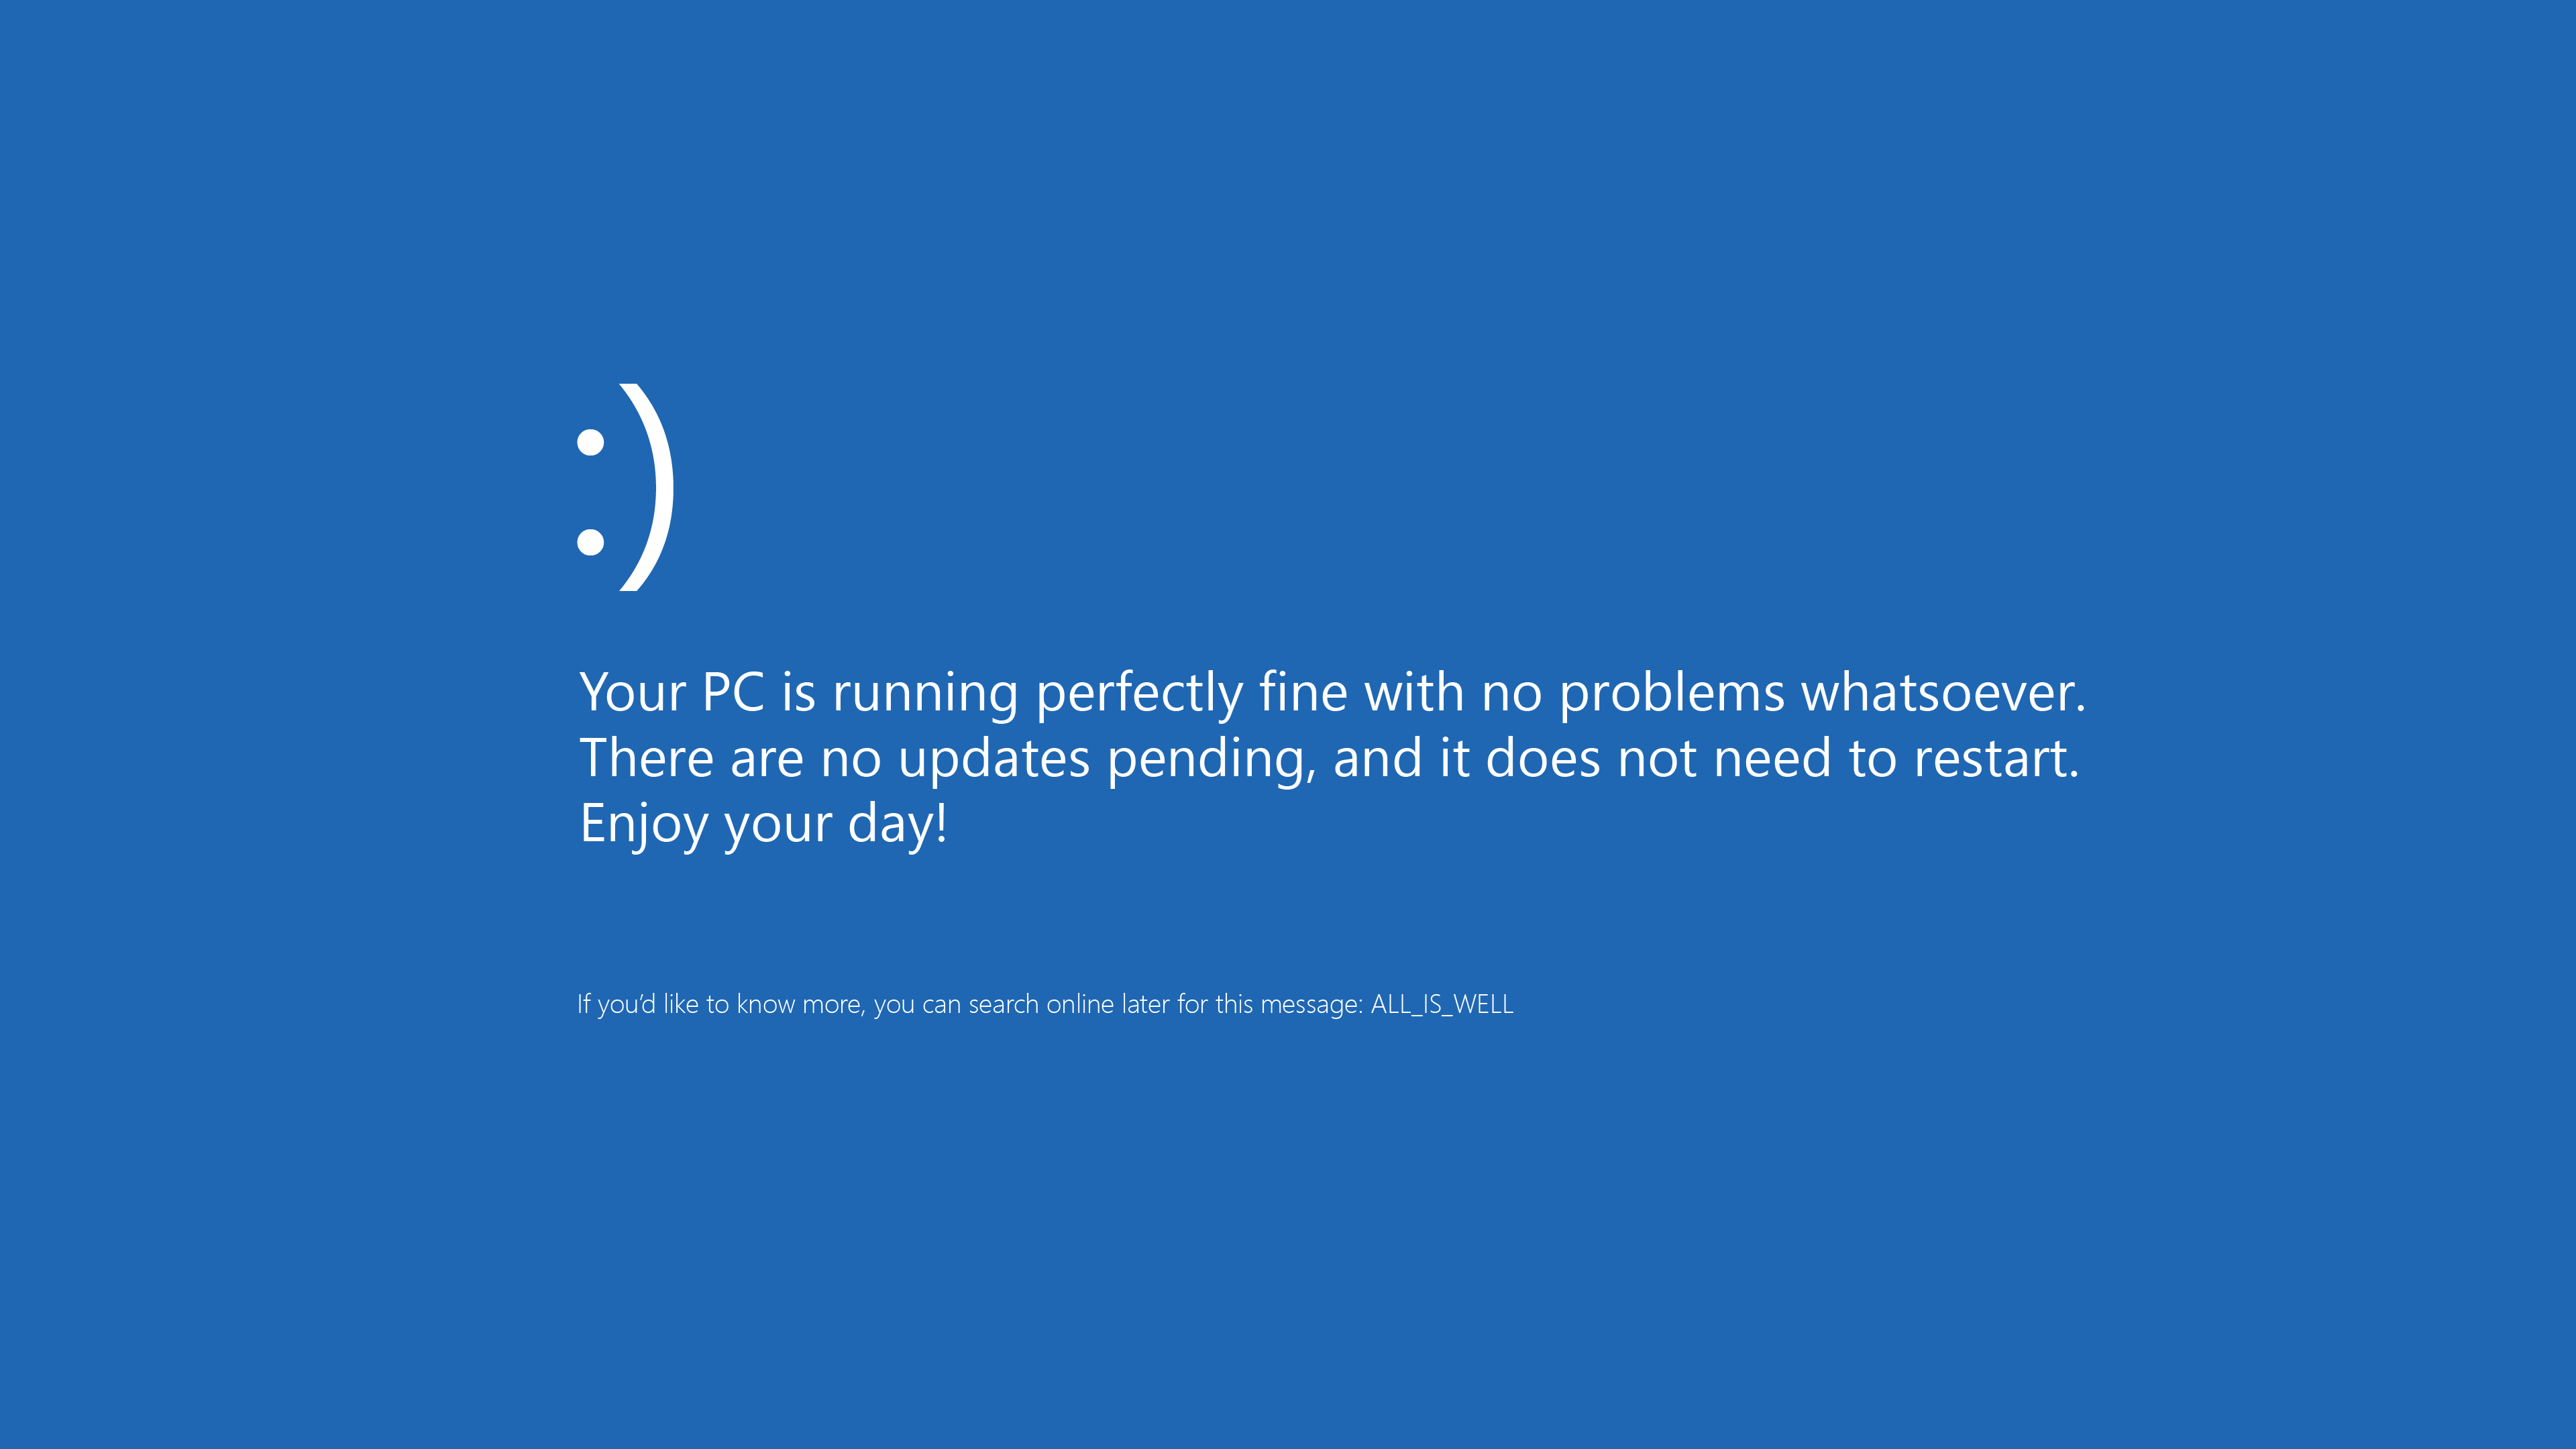 :)
Your PC is running perfectly fine with no problems whatsoever.
There are no updates pending, and it does not need to restart.
Enjoy your day!
If you’d like to know more, you can search online later for this message: ALL_IS_WELL